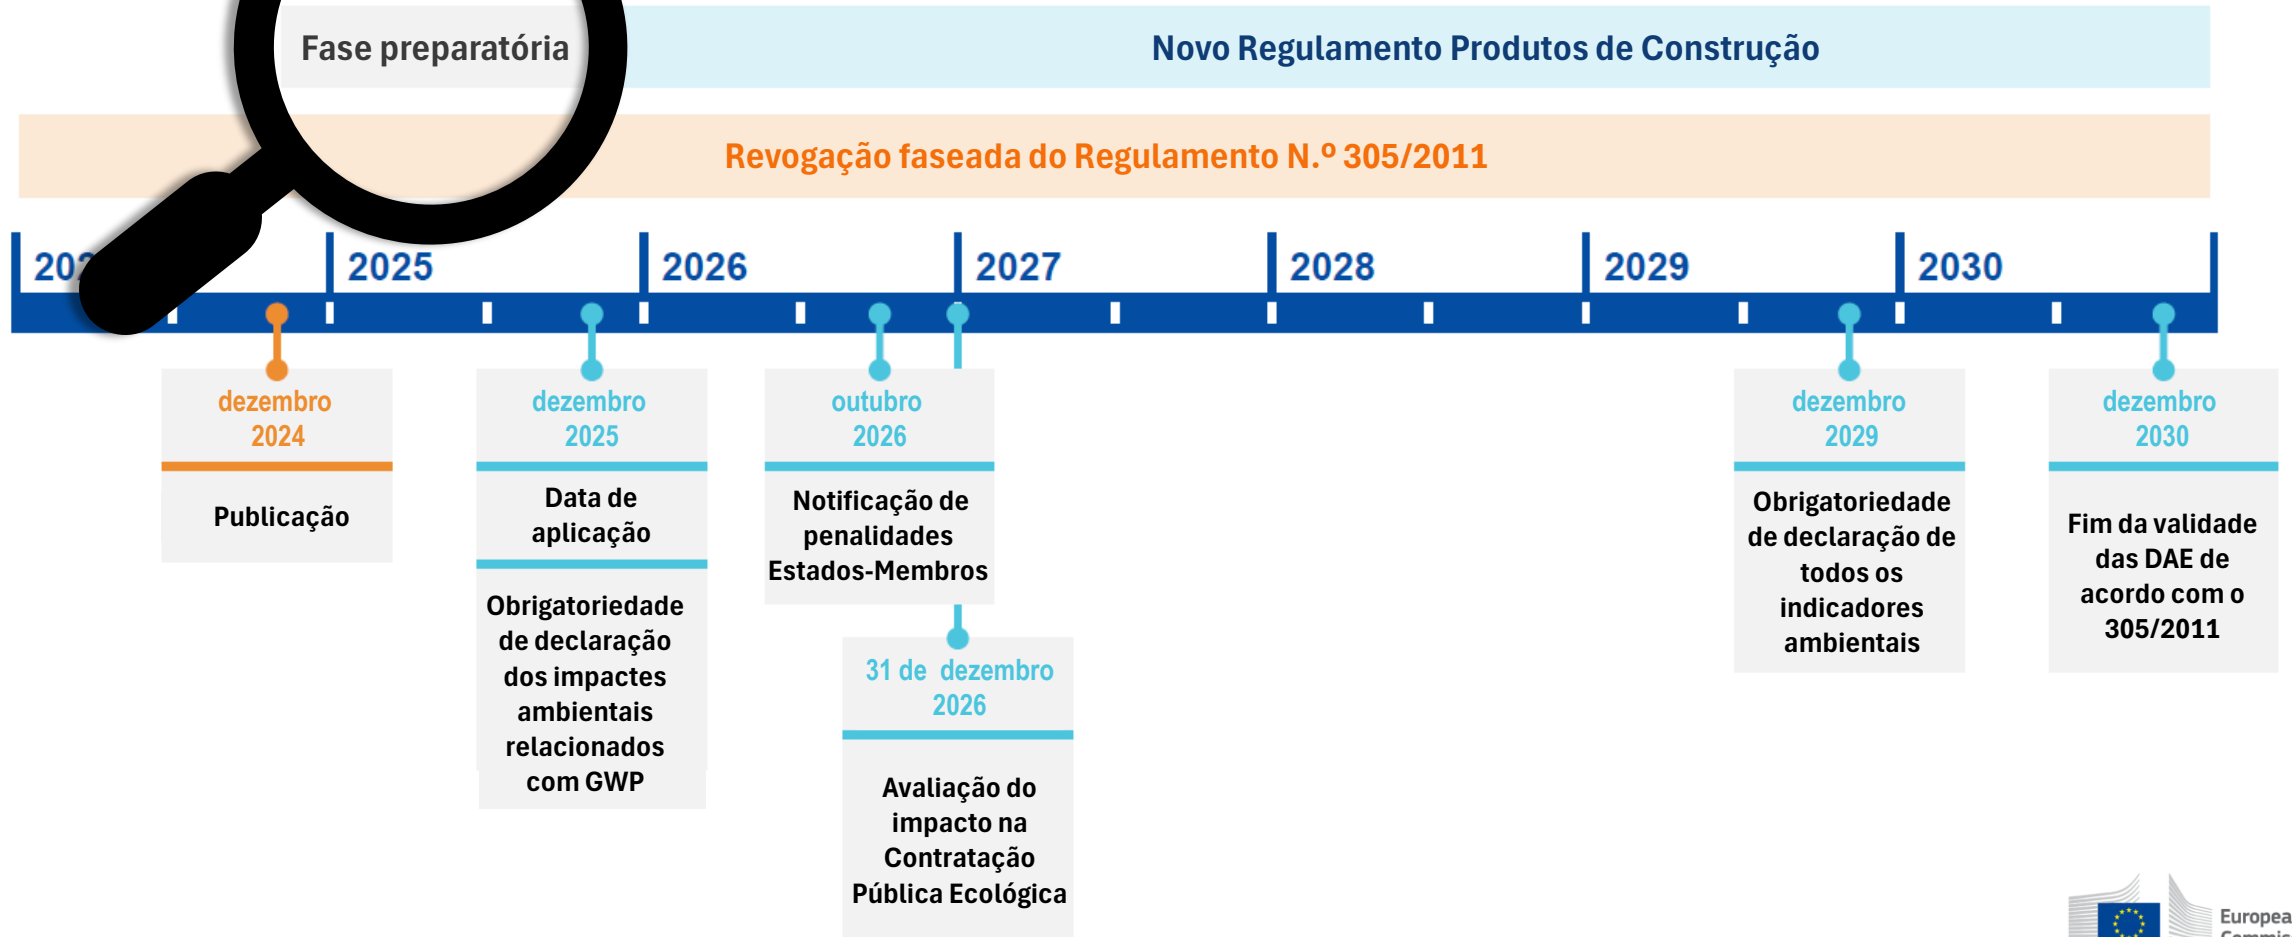 Fase preparatória
Novo Regulamento Produtos de Construção
Revogação faseada do Regulamento N.º 305/2011
2025
2026
2027
2028
2029
2030
dezembro
2024
Publicação
dezembro
2025
Data de
aplicação
Obrigatoriedade
de declaração
dos impactes
ambientais
relacionados
com GWP
outubro
2026
Notificação de
penalidades
Estados-Membros
31 de dezembro
2026
Avaliação do
impacto na
Contratação
Pública Ecológica
dezembro
2029
Obrigatoriedade
de declaração de
todos os
indicadores
ambientais
dezembro
2030
Fim da validade
das DAE de
acordo com o
305/2011